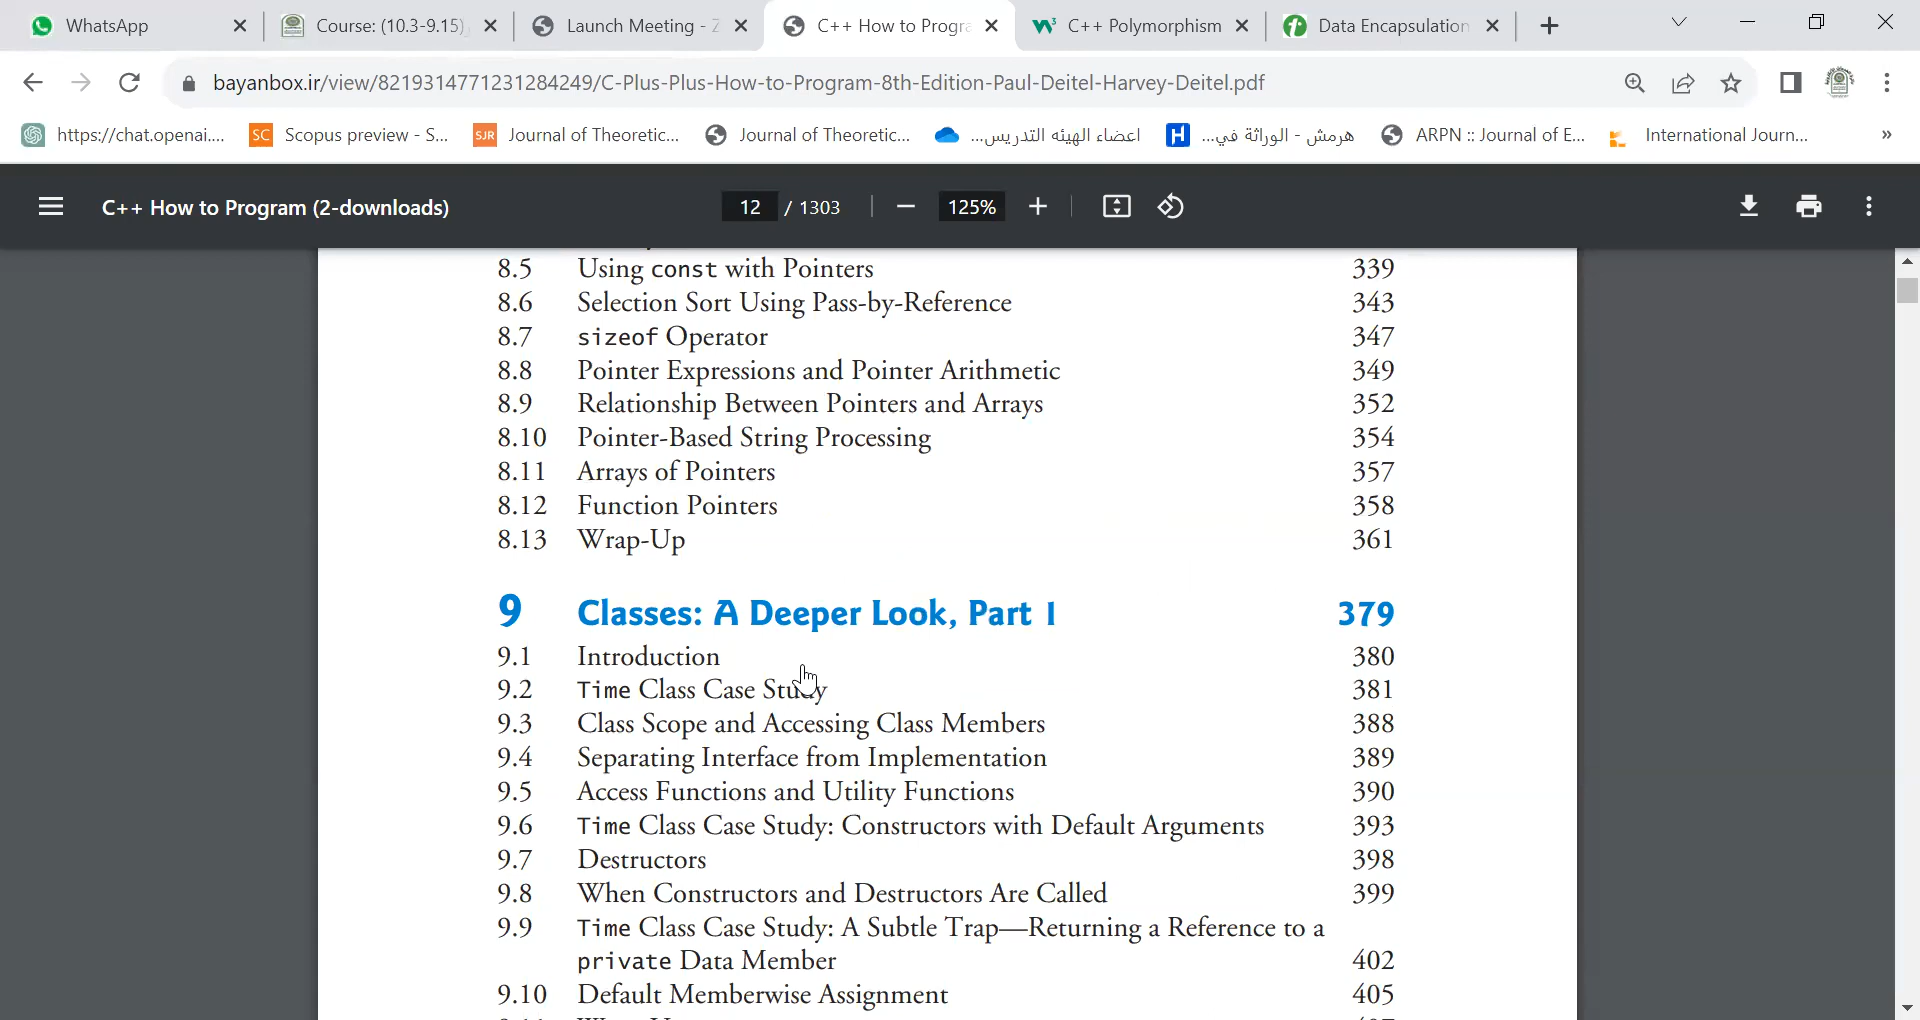 WhatsApp
Course: (10.3-9.15)
Launch Meeting - Z
C++ How to Progra
C++ Polymorphism
Data Encapsulation
bayanbox.ir/view/8219314771231284249/C-Plus-Plus-How-to-Program-8th-Edition-Paul-Deitel-Harvey-Deitel.pdf
https://chat.openai....
SC Scopus preview - S...
SJR Journal of Theoretic...
Journal of Theoretic...
اعضاء الهيئه التدريس...
H هرمش - الوراثة في...
ARPN :: Journal of E...
International Journ...
»
C++ How to Program (2-downloads)
12 / 1303
125%
8.5 Using const with Pointers 339
8.6 Selection Sort Using Pass-by-Reference 343
8.7 sizeof Operator 347
8.8 Pointer Expressions and Pointer Arithmetic 349
8.9 Relationship Between Pointers and Arrays 352
8.10 Pointer-Based String Processing 354
8.11 Arrays of Pointers 357
8.12 Function Pointers 358
8.13 Wrap-Up 361
9 Classes: A Deeper Look, Part 1 379
9.1 Introduction 380
9.2 Time Class Case Study 381
9.3 Class Scope and Accessing Class Members 388
9.4 Separating Interface from Implementation 389
9.5 Access Functions and Utility Functions 390
9.6 Time Class Case Study: Constructors with Default Arguments 393
9.7 Destructors 398
9.8 When Constructors and Destructors Are Called 399
9.9 Time Class Case Study: A Subtle Trap—Returning a Reference to a
private Data Member 402
9.10 Default Memberwise Assignment 405